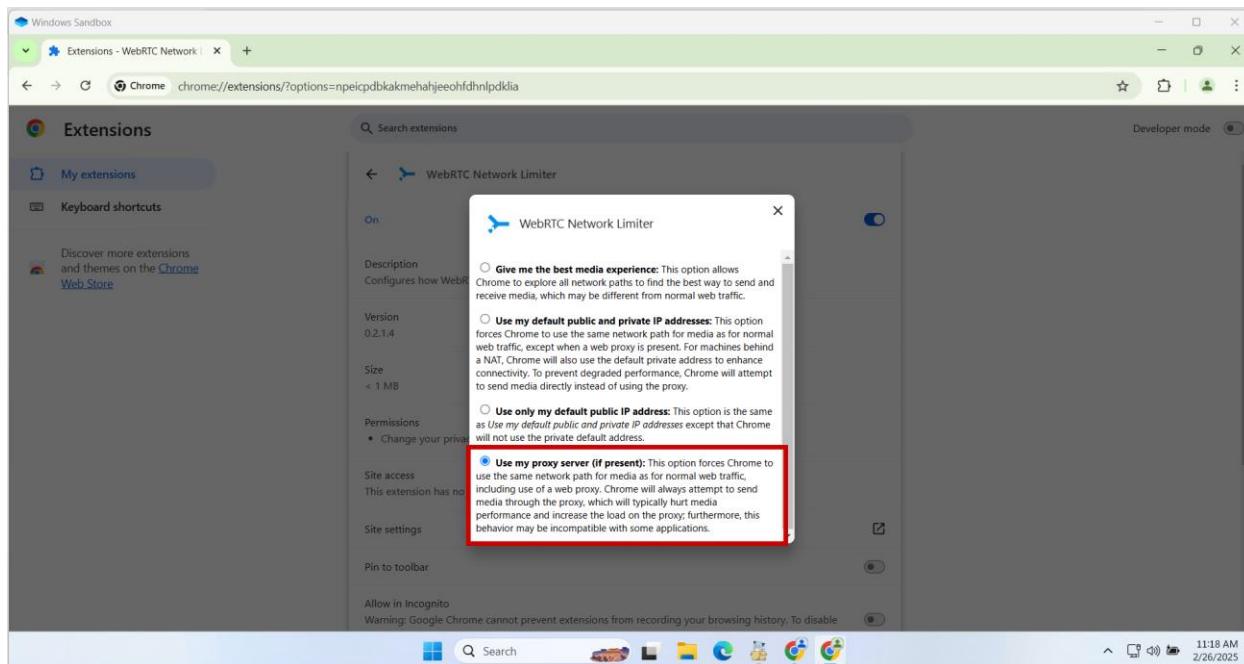 Windows Sandbox
Extensions - WebRTC Network
Chrome chrome://extensions/?options=npeicpdbkakmehahjeeohfdhnlpdklia
Extensions
Search extensions
Developer mode
My extensions
WebRTC Network Limiter
Keyboard shortcuts
On
Discover more extensions
and themes on the Chrome
Web Store
Description
Configures how WebR
Version
0.2.1.4
Size
< 1 MB
Permissions
• Change your priva
Site access
This extension has no
Site settings
Pin to toolbar
Allow in Incognito
Warning: Google Chrome cannot prevent extensions from recording your browsing history. To disable
WebRTC Network Limiter
Give me the best media experience: This option allows
Chrome to explore all network paths to find the best way to send and
receive media, which may be different from normal web traffic.
Use my default public and private IP addresses: This option
forces Chrome to use the same network path for media as for normal
web traffic, except when a web proxy is present. For machines behind
a NAT, Chrome will also use the default private address to enhance
connectivity. To prevent degraded performance, Chrome will attempt
to send media directly instead of using the proxy.
Use only my default public IP address: This option is the same
as Use my default public and private IP addresses except that Chrome
will not use the private default address.
Use my proxy server (if present): This option forces Chrome to
use the same network path for media as for normal web traffic,
including use of a web proxy. Chrome will always attempt to send
media through the proxy, which will typically hurt media
performance and increase the load on the proxy; furthermore, this
behavior may be incompatible with some applications.
Search
11:18 AM
2/26/2025